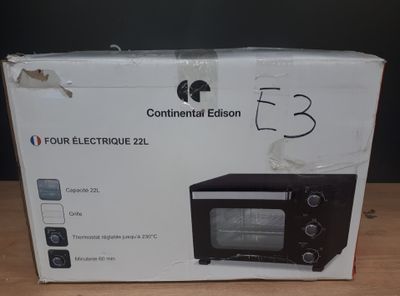 Continental Edison
E3
FOUR ÉLECTRIQUE 22L
Capacité 22L
Grille
Thermostat réglable jusqu'à 230°C
Minuterie 60 min